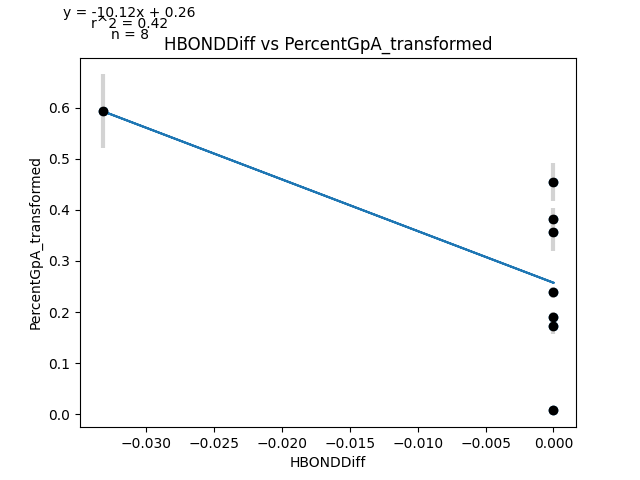 y = -10.12x + 0.26
r^2 = 0.42
n = 8
HBONDDiff vs PercentGpA_transformed
PercentGpA_transformed
0.6
0.5
0.4
0.3
0.2
0.1
0.0
−0.030 −0.025 −0.020 −0.015 −0.010 −0.005 0.000
HBONDDiff